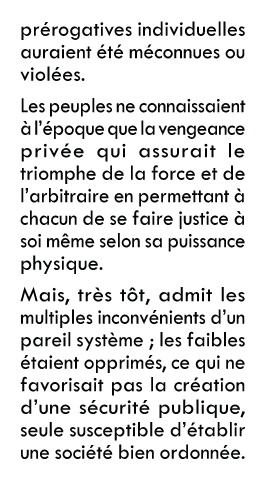 prérogatives individuelles
auraient été méconnues ou
violées.
Les peuples ne connaissaient
à l'époque que la vengeance
privée qui assurait le
triomphe de la force et de
l'arbitraire en permettant à
chacun de se faire justice à
soi même selon sa puissance
physique.
Mais, très tôt, admit les
multiples inconvénients d'un
pareil système ; les faibles
étaient opprimés, ce qui ne
favorisait pas la création
d'une sécurité publique,
seule susceptible d'établir
une société bien ordonnée.